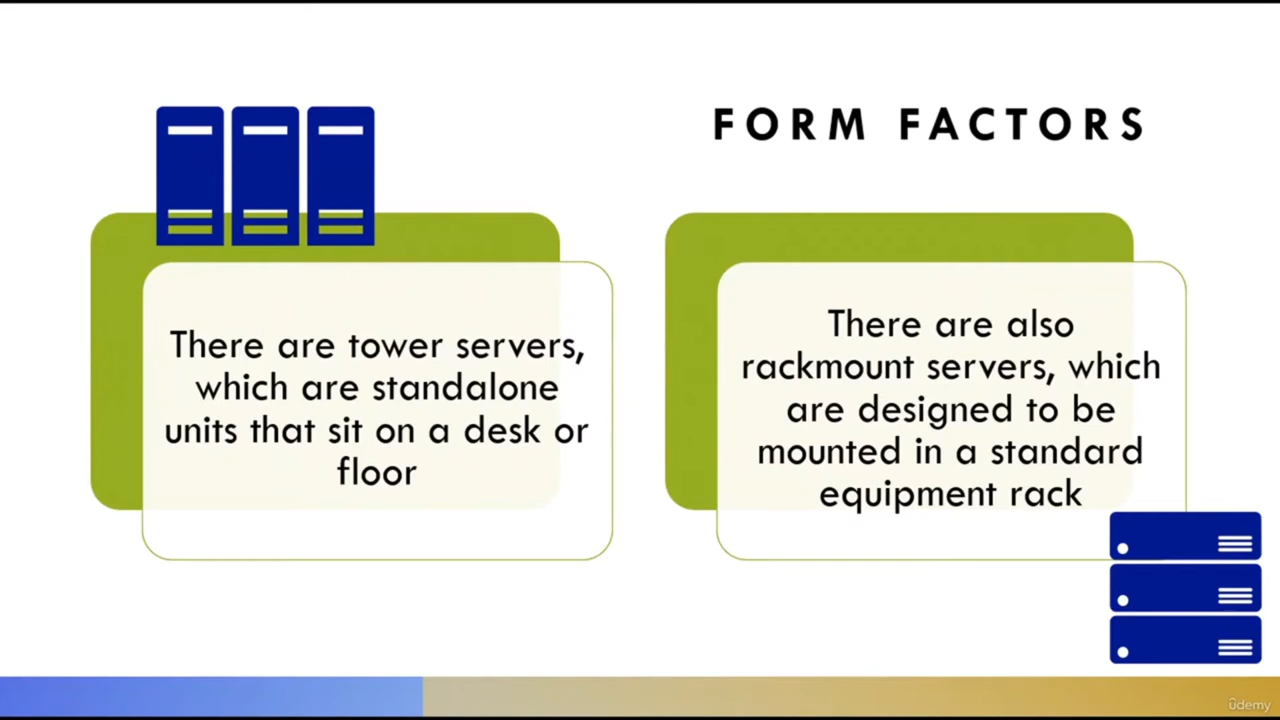 FORM FACTORS
There are tower servers,
which are standalone
units that sit on a desk or
floor
There are also
rackmount servers, which
are designed to be
mounted in a standard
equipment rack
ûdemy